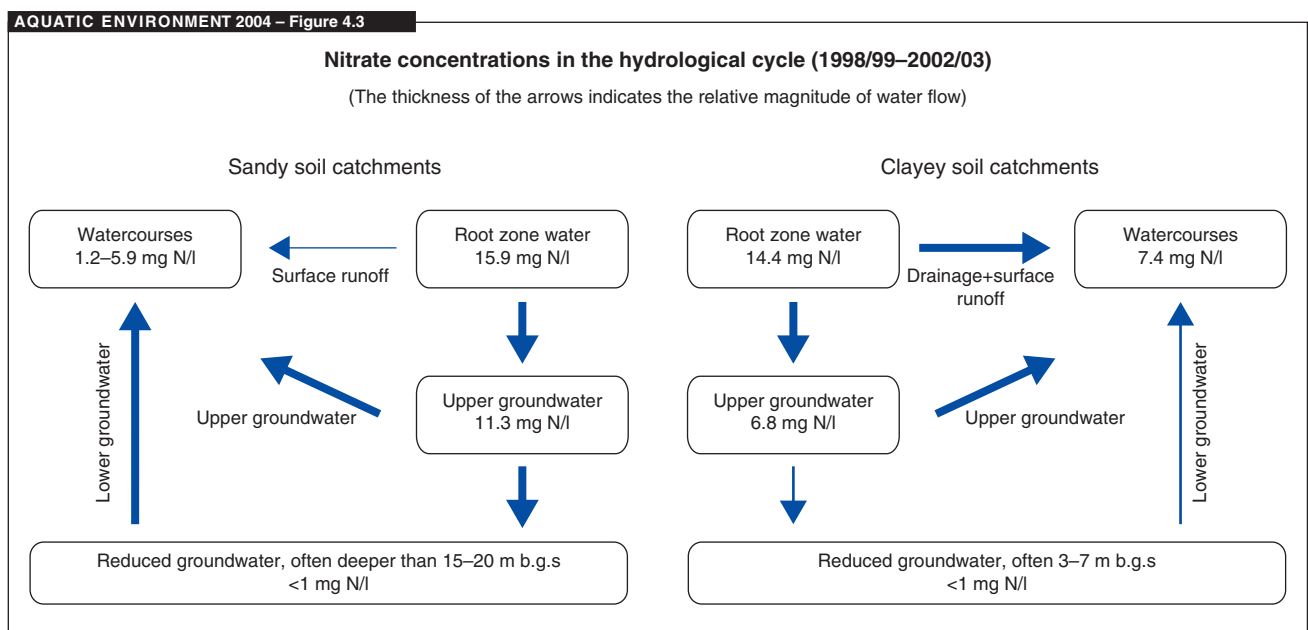 AQUATIC ENVIRONMENT 2004 – Figure 4.3
Nitrate concentrations in the hydrological cycle (1998/99–2002/03)
(The thickness of the arrows indicates the relative magnitude of water flow)
Sandy soil catchments
Watercourses
1.2–5.9 mg N/l
Surface runoff
Root zone water
15.9 mg N/l
Lower groundwater
Upper groundwater
Upper groundwater
11.3 mg N/l
Reduced groundwater, often deeper than 15–20 m b.g.s
<1 mg N/l
Clayey soil catchments
Root zone water
14.4 mg N/l
Drainage+surface
runoff
Watercourses
7.4 mg N/l
Upper groundwater
6.8 mg N/l
Upper groundwater
Lower groundwater
Reduced groundwater, often 3–7 m b.g.s
<1 mg N/l